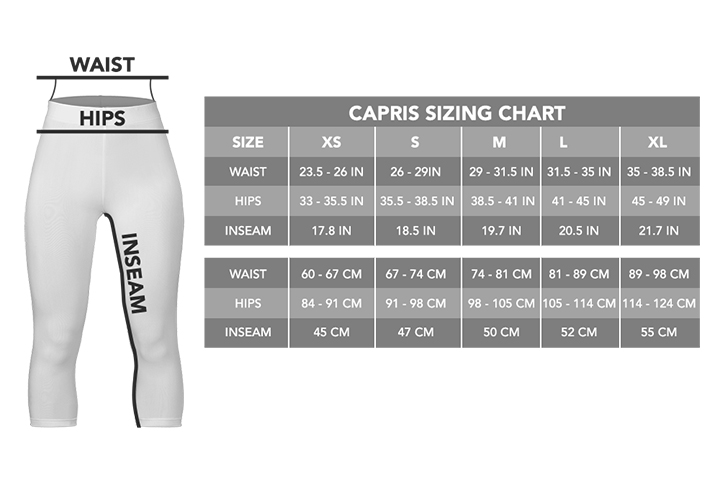 WAIST
HIPS
INSEAM
CAPRIS SIZING CHART
SIZE XS S M L XL
WAIST 23.5 - 26 IN 26 - 29IN 29 - 31.5 IN 31.5 - 35 IN 35 - 38.5 IN
HIPS 33 - 35.5 IN 35.5 - 38.5 IN 38.5 - 41 IN 41 - 45 IN 45 - 49 IN
INSEAM 17.8 IN 18.5 IN 19.7 IN 20.5 IN 21.7 IN
WAIST 60 - 67 CM 67 - 74 CM 74 - 81 CM 81 - 89 CM 89 - 98 CM
HIPS 84 - 91 CM 91 - 98 CM 98 - 105 CM 105 - 114 CM 114 - 124 CM
INSEAM 45 CM 47 CM 50 CM 52 CM 55 CM